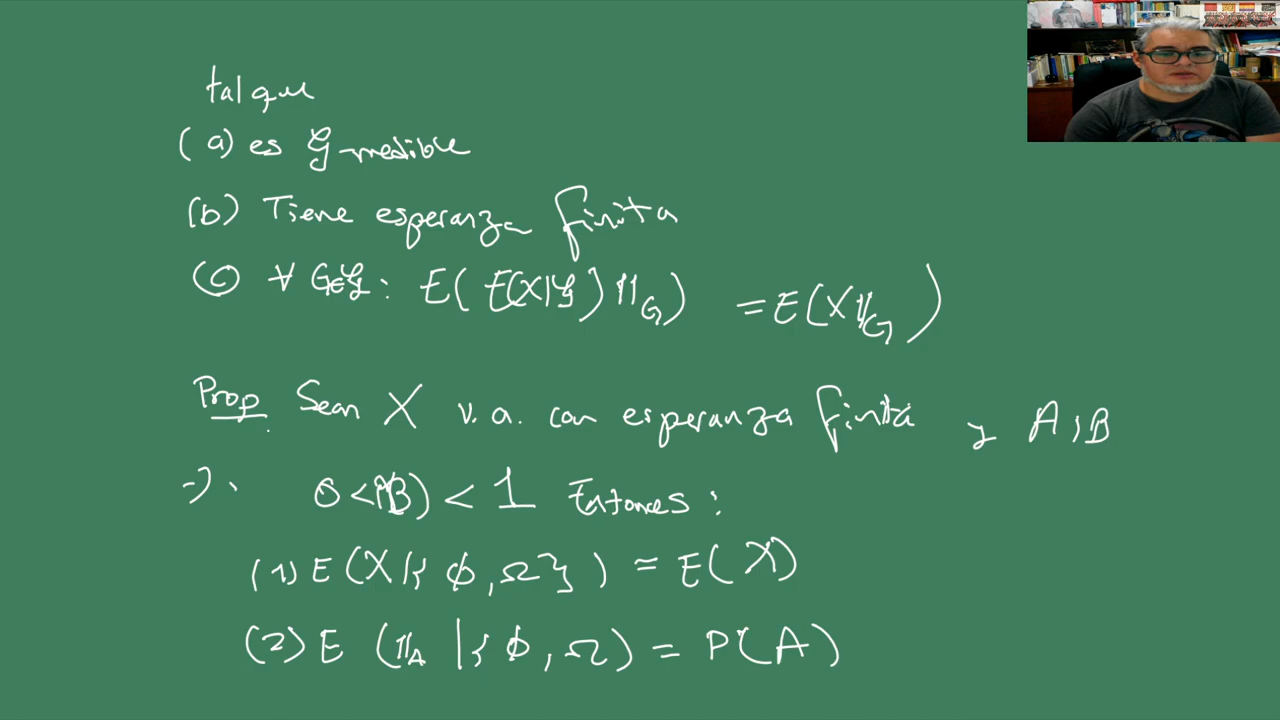 tal que
(a) es 𝒢-medible
(b) Tiene esperanza finita
(c) ∀ G∈𝒢: E( E(X|𝒢) 𝟙_G) = E(X 𝟙_G)
Prop Sean X v.a. con esperanza finita y A, B
∋. 0 < P(B) < 1 Entonces:
(1) E (X|{ ∅, Ω}) = E(X)
(2) E (𝟙_A |{ ∅, Ω) = P(A)